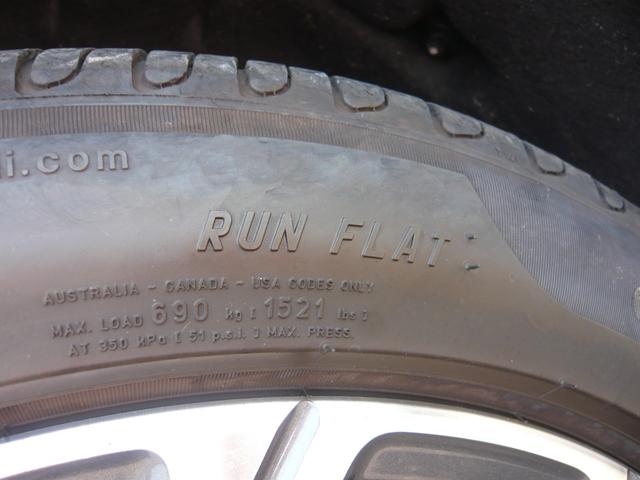 li.com
RUN FLAT
AUSTRALIA - CANADA - USA CODES ONLY
MAX. LOAD 690 kg [ 1521 lbs ]
AT 350 kPa [ 51 p.s.i. ] MAX. PRESS.